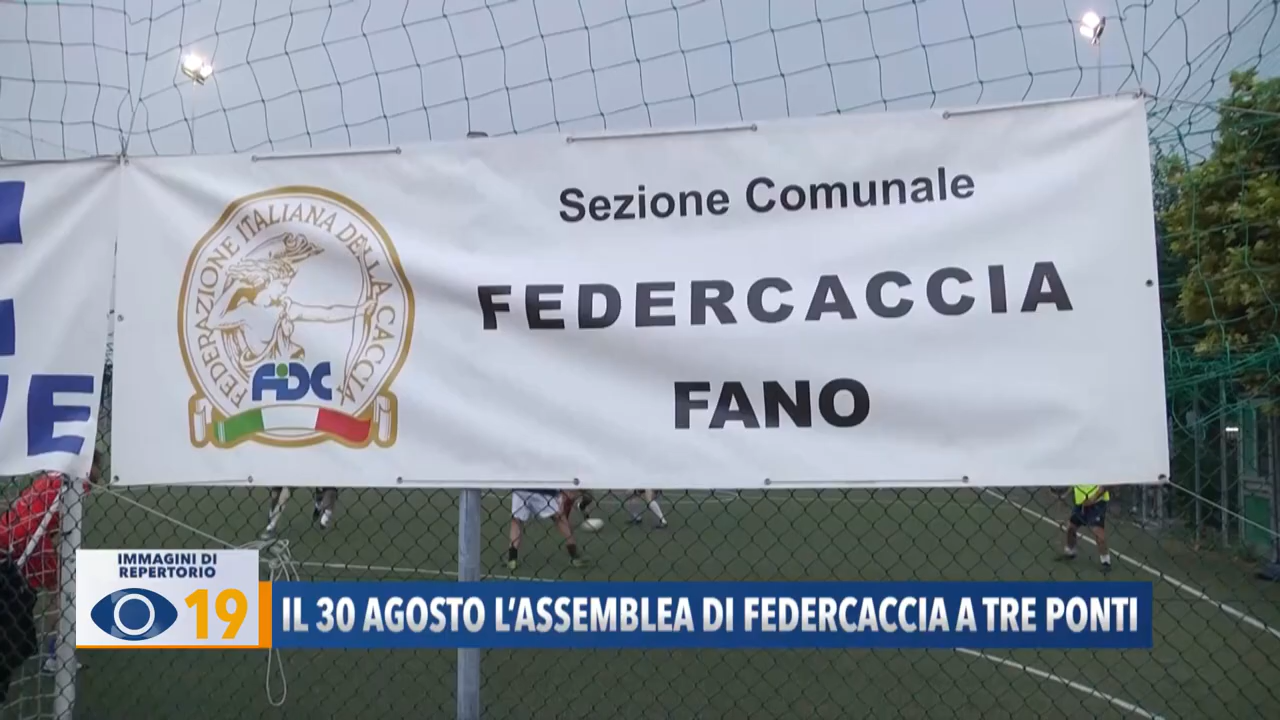 FEDERAZIONE ITALIANA DELLA CACCIA
FiDC
Sezione Comunale
FEDERCACCIA
FANO
IMMAGINI DI
REPERTORIO
19
IL 30 AGOSTO L'ASSEMBLEA DI FEDERCACCIA A TRE PONTI